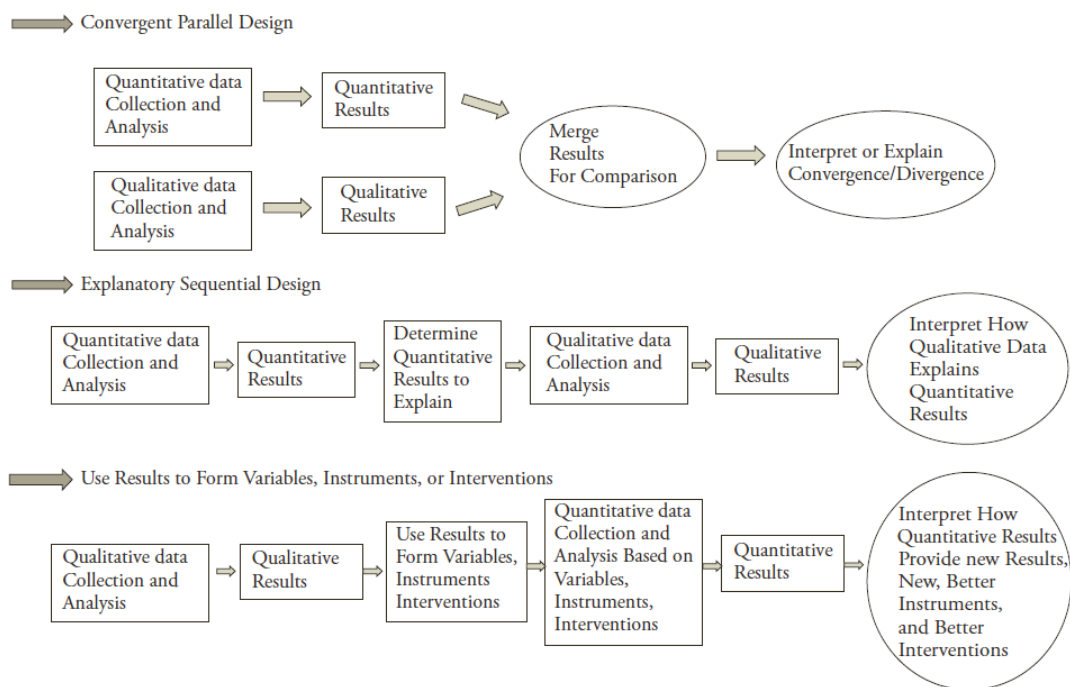 Convergent Parallel Design
Quantitative data
Collection and
Analysis
Quantitative
Results
Merge
Results
For Comparison
Interpret or Explain
Convergence/Divergence
Qualitative data
Collection and
Analysis
Qualitative
Results
Explanatory Sequential Design
Quantitative data
Collection and
Analysis
Quantitative
Results
Determine
Quantitative
Results to
Explain
Qualitative data
Collection and
Analysis
Qualitative
Results
Interpret How
Qualitative Data
Explains
Quantitative
Results
Use Results to Form Variables, Instruments, or Interventions
Qualitative data
Collection and
Analysis
Qualitative
Results
Use Results to
Form Variables,
Instruments
Interventions
Quantitative data
Collection and
Analysis Based on
Variables,
Instruments,
Interventions
Quantitative
Results
Interpret How
Quantitative Results
Provide new Results,
New, Better
Instruments,
and Better
Interventions